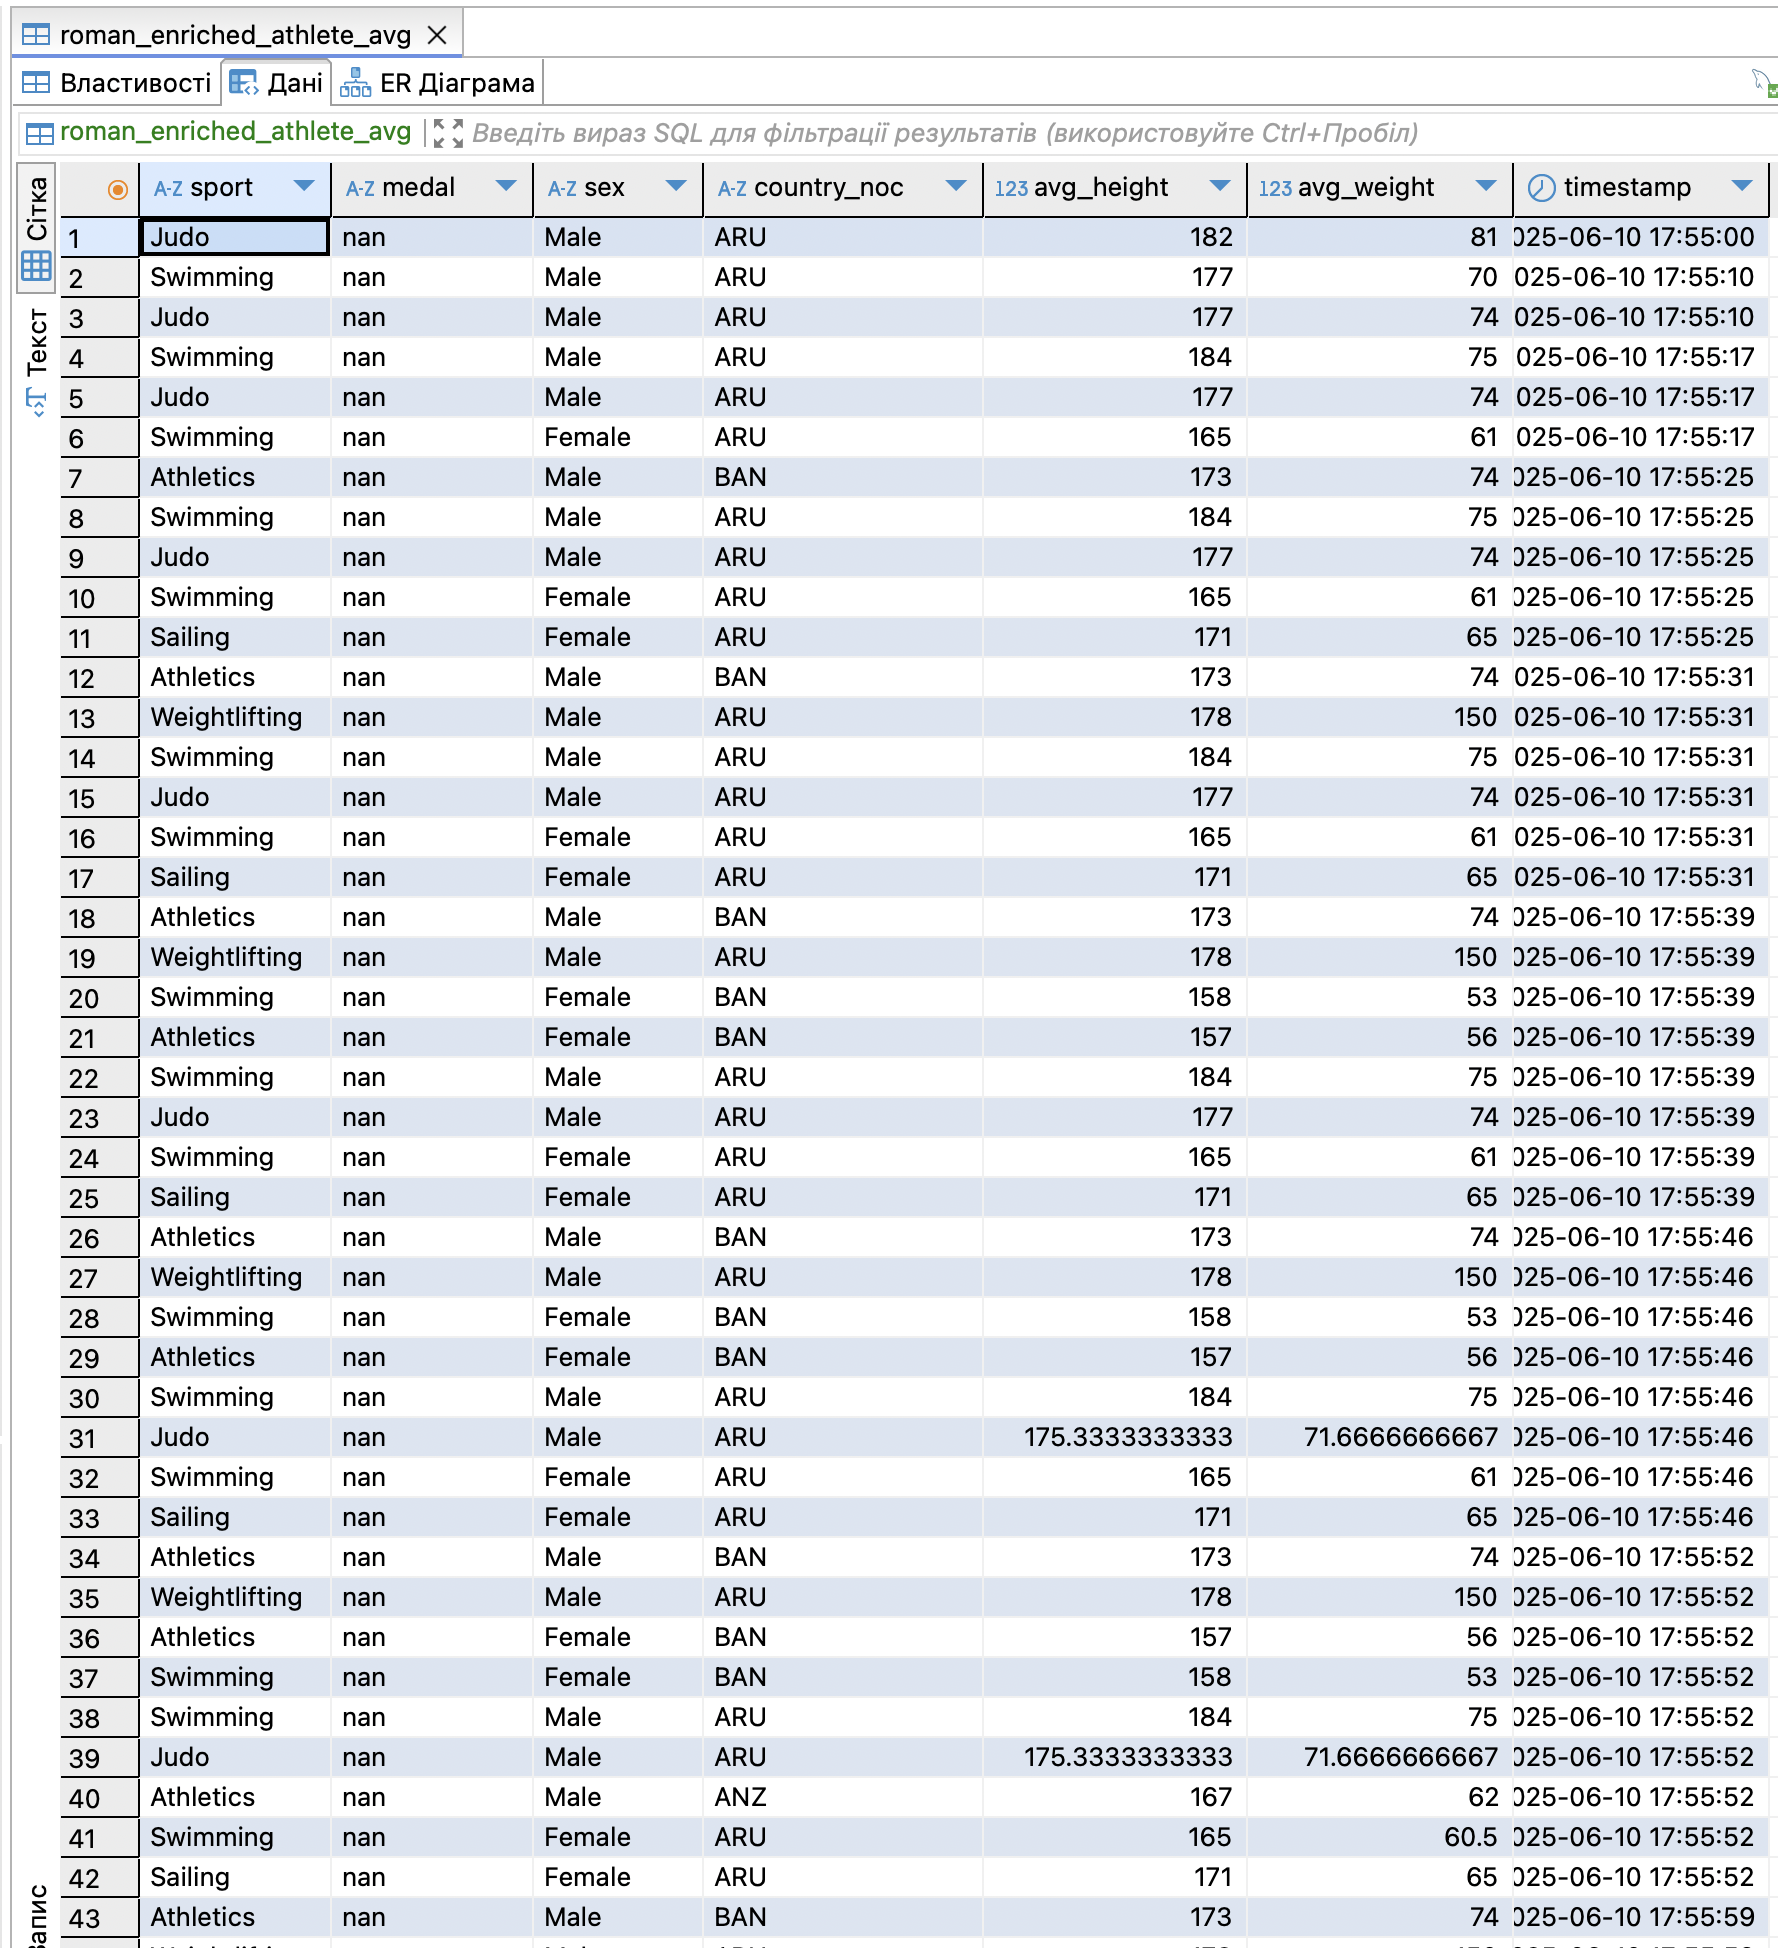 roman_enriched_athlete_avg
Властивості Дані ER Діаграма
roman_enriched_athlete_avg Введіть вираз SQL для фільтрації результатів (використовуйте Ctrl+Пробіл)
Сітка
Текст
Запис
A-Z sport A-Z medal A-Z sex A-Z country_noc 123 avg_height 123 avg_weight timestamp
1 Judo nan Male ARU 182 81 025-06-10 17:55:00
2 Swimming nan Male ARU 177 70 025-06-10 17:55:10
3 Judo nan Male ARU 177 74 025-06-10 17:55:10
4 Swimming nan Male ARU 184 75 025-06-10 17:55:17
5 Judo nan Male ARU 177 74 025-06-10 17:55:17
6 Swimming nan Female ARU 165 61 025-06-10 17:55:17
7 Athletics nan Male BAN 173 74 025-06-10 17:55:25
8 Swimming nan Male ARU 184 75 025-06-10 17:55:25
9 Judo nan Male ARU 177 74 025-06-10 17:55:25
10 Swimming nan Female ARU 165 61 025-06-10 17:55:25
11 Sailing nan Female ARU 171 65 025-06-10 17:55:25
12 Athletics nan Male BAN 173 74 025-06-10 17:55:31
13 Weightlifting nan Male ARU 178 150 025-06-10 17:55:31
14 Swimming nan Male ARU 184 75 025-06-10 17:55:31
15 Judo nan Male ARU 177 74 025-06-10 17:55:31
16 Swimming nan Female ARU 165 61 025-06-10 17:55:31
17 Sailing nan Female ARU 171 65 025-06-10 17:55:31
18 Athletics nan Male BAN 173 74 025-06-10 17:55:39
19 Weightlifting nan Male ARU 178 150 025-06-10 17:55:39
20 Swimming nan Female BAN 158 53 025-06-10 17:55:39
21 Athletics nan Female BAN 157 56 025-06-10 17:55:39
22 Swimming nan Male ARU 184 75 025-06-10 17:55:39
23 Judo nan Male ARU 177 74 025-06-10 17:55:39
24 Swimming nan Female ARU 165 61 025-06-10 17:55:39
25 Sailing nan Female ARU 171 65 025-06-10 17:55:39
26 Athletics nan Male BAN 173 74 025-06-10 17:55:46
27 Weightlifting nan Male ARU 178 150 025-06-10 17:55:46
28 Swimming nan Female BAN 158 53 025-06-10 17:55:46
29 Athletics nan Female BAN 157 56 025-06-10 17:55:46
30 Swimming nan Male ARU 184 75 025-06-10 17:55:46
31 Judo nan Male ARU 175.3333333333 71.6666666667 025-06-10 17:55:46
32 Swimming nan Female ARU 165 61 025-06-10 17:55:46
33 Sailing nan Female ARU 171 65 025-06-10 17:55:46
34 Athletics nan Male BAN 173 74 025-06-10 17:55:52
35 Weightlifting nan Male ARU 178 150 025-06-10 17:55:52
36 Athletics nan Female BAN 157 56 025-06-10 17:55:52
37 Swimming nan Female BAN 158 53 025-06-10 17:55:52
38 Swimming nan Male ARU 184 75 025-06-10 17:55:52
39 Judo nan Male ARU 175.3333333333 71.6666666667 025-06-10 17:55:52
40 Athletics nan Male ANZ 167 62 025-06-10 17:55:52
41 Swimming nan Female ARU 165 60.5 025-06-10 17:55:52
42 Sailing nan Female ARU 171 65 025-06-10 17:55:52
43 Athletics nan Male BAN 173 74 025-06-10 17:55:59